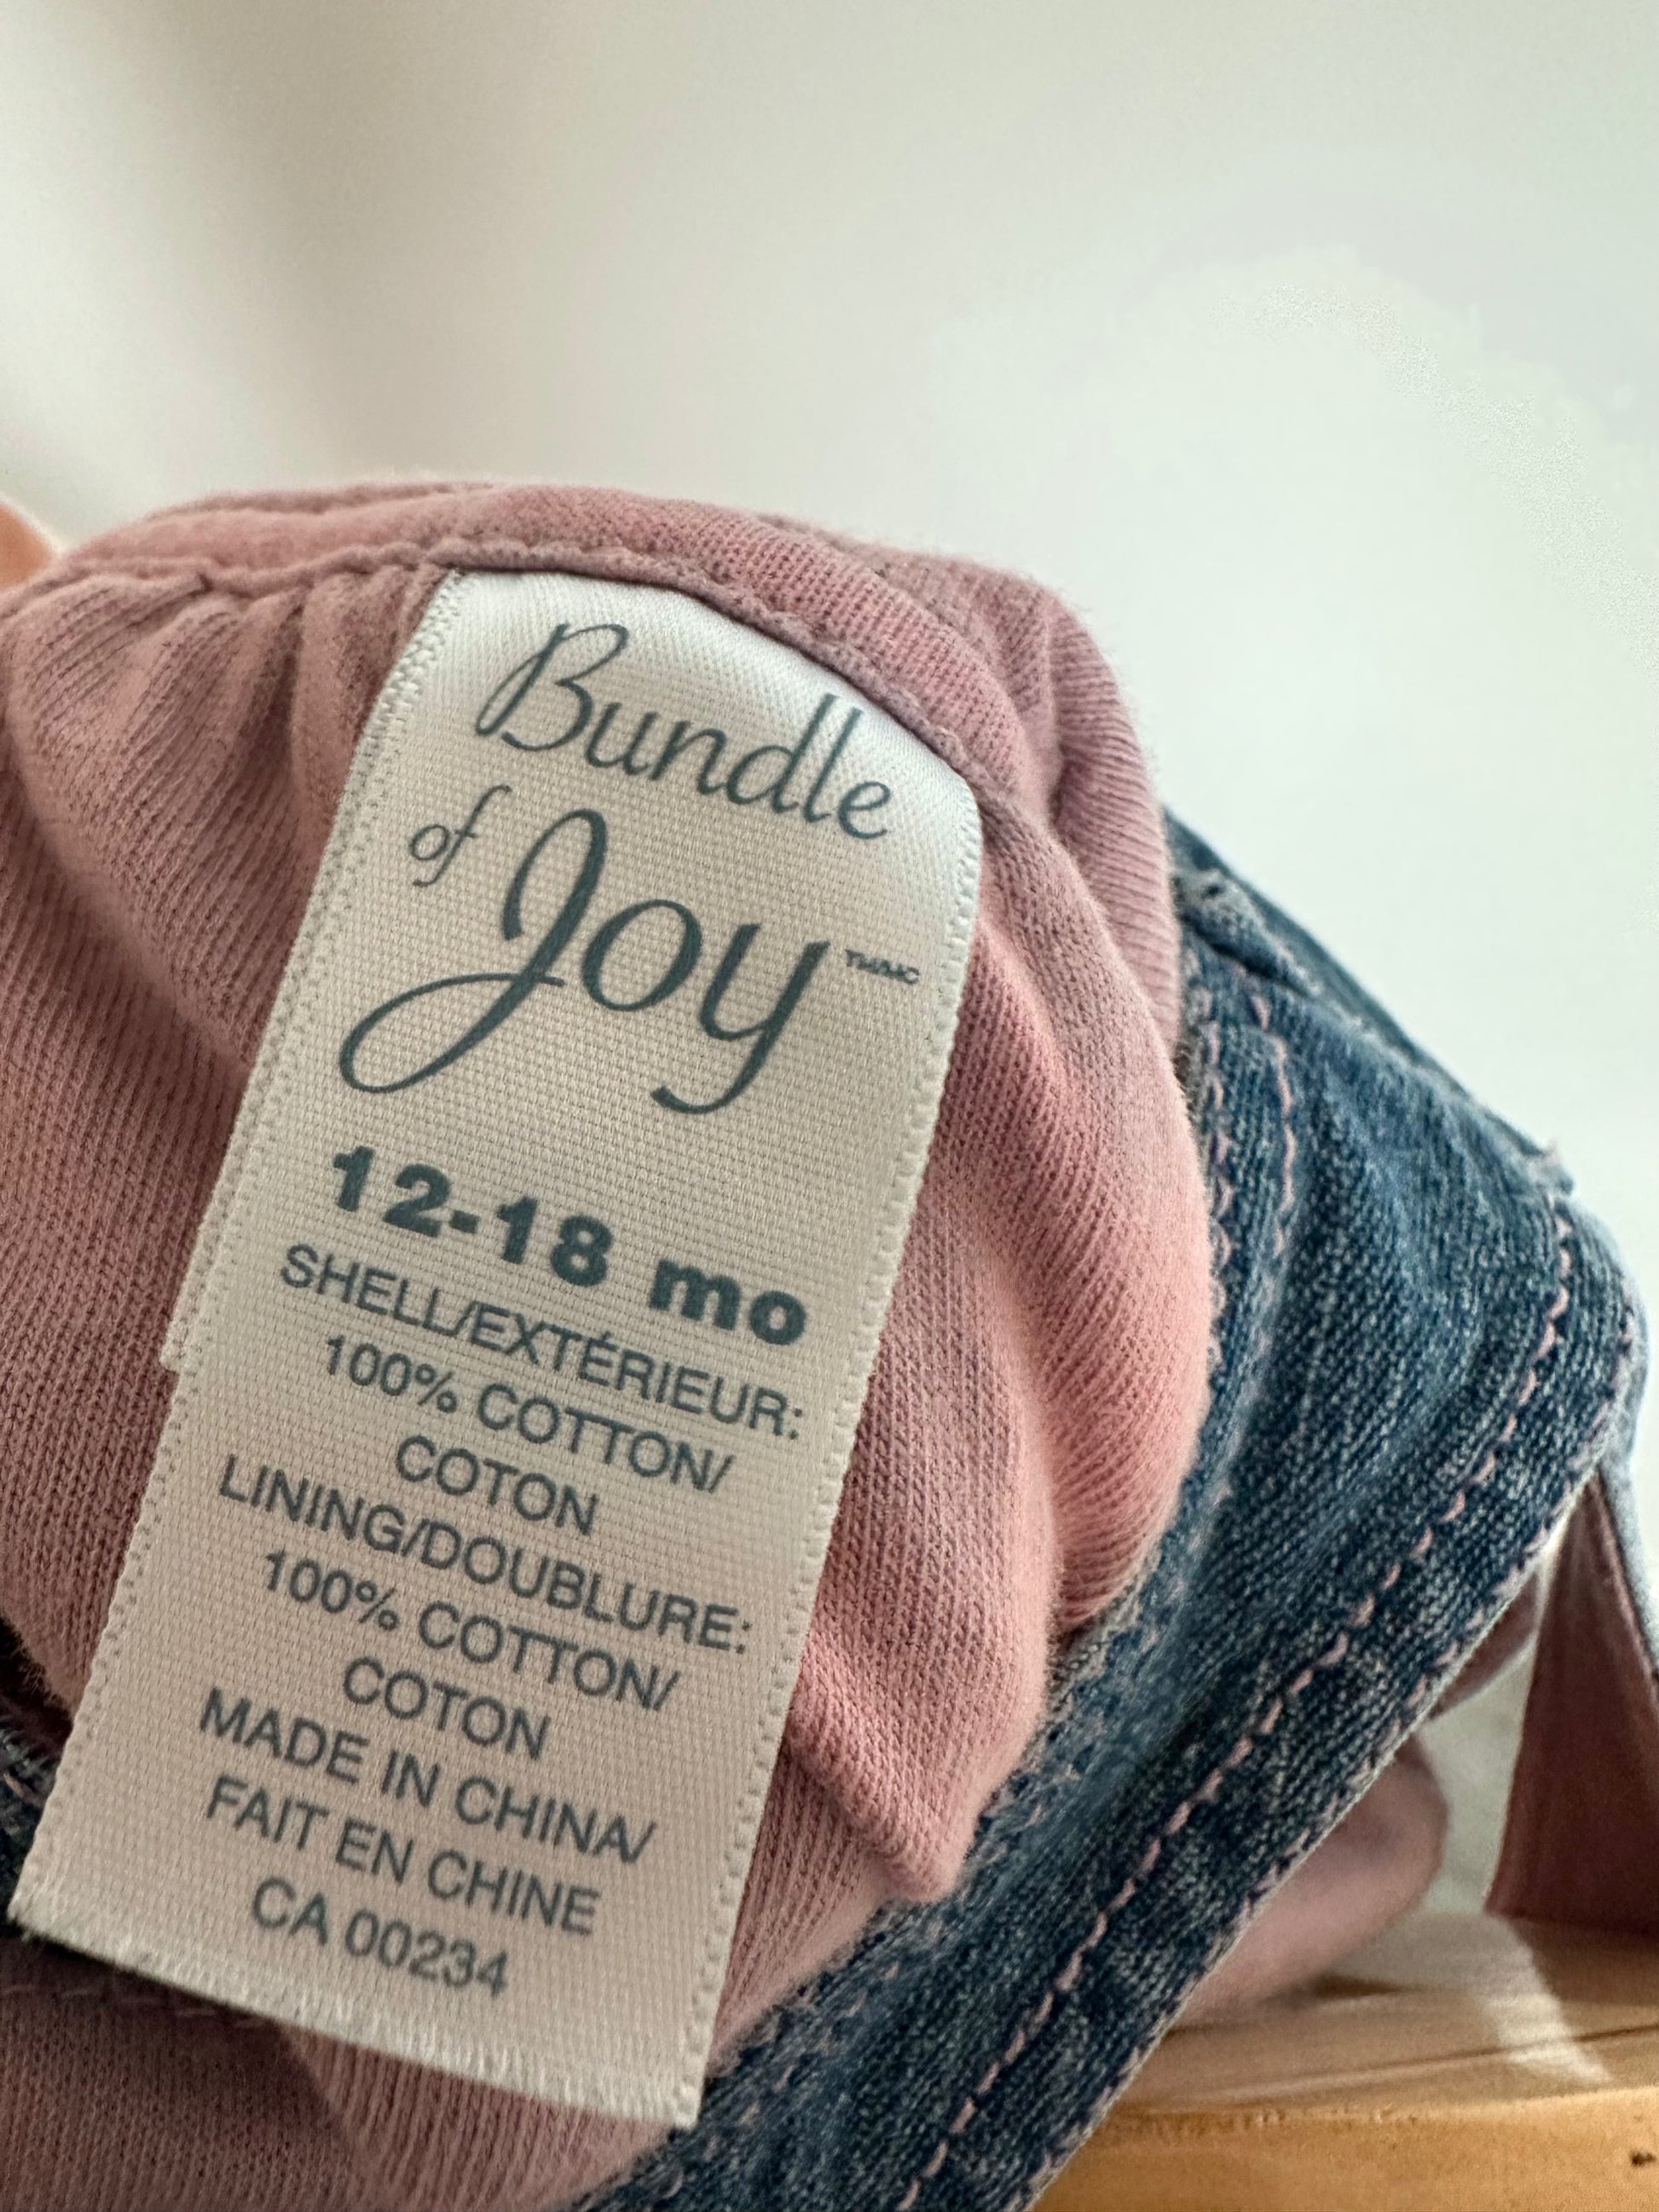 Bundle
of Joy TM/MC
12-18 mo
SHELL/EXTÉRIEUR:
100% COTTON/
COTON
LINING/DOUBLURE:
100% COTTON/
COTON
MADE IN CHINA/
FAIT EN CHINE
CA 00234